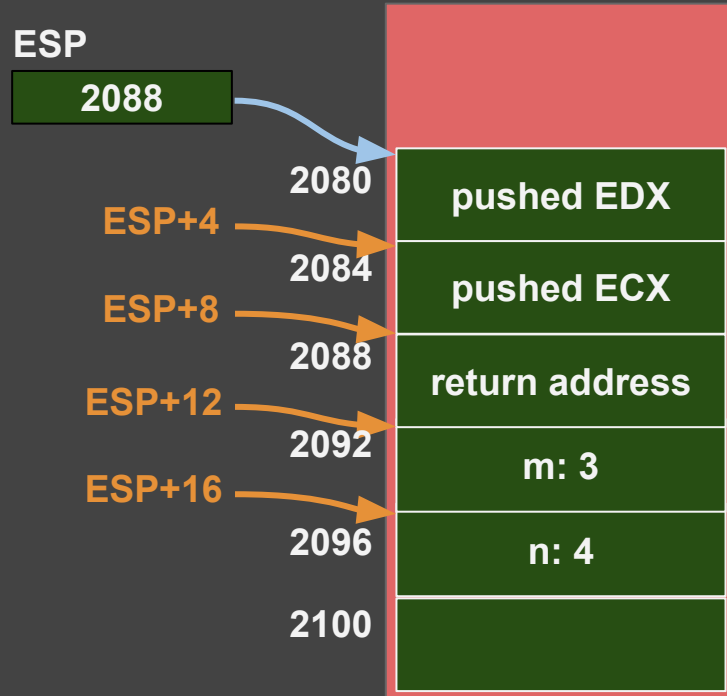 ESP
2088
2080
pushed EDX
ESP+4
2084
pushed ECX
ESP+8
2088
return address
ESP+12
2092
m: 3
ESP+16
2096
n: 4
2100